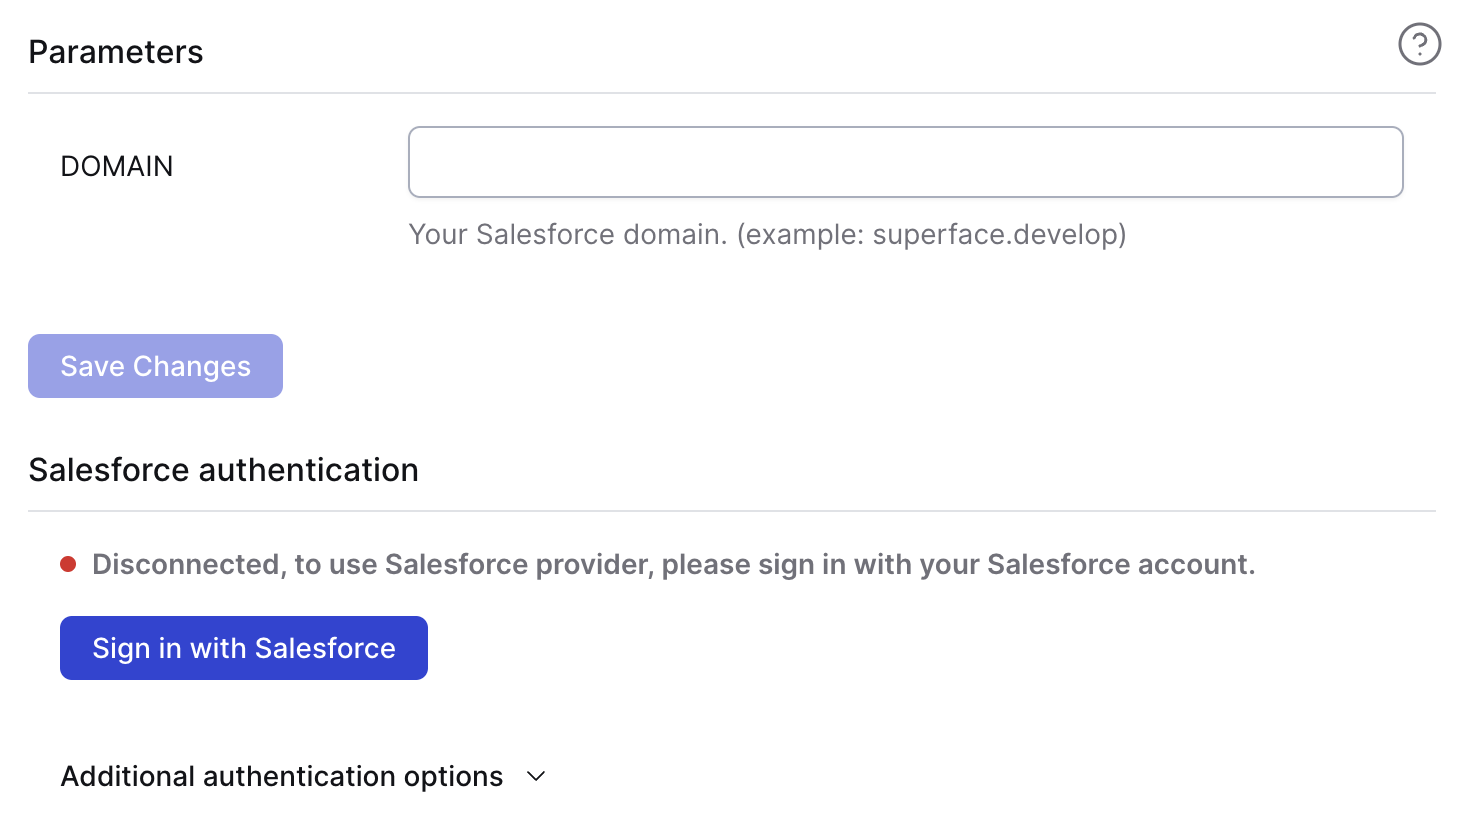 Parameters
?
DOMAIN
Your Salesforce domain. (example: superface.develop)
Save Changes
Salesforce authentication
Disconnected, to use Salesforce provider, please sign in with your Salesforce account.
Sign in with Salesforce
Additional authentication options